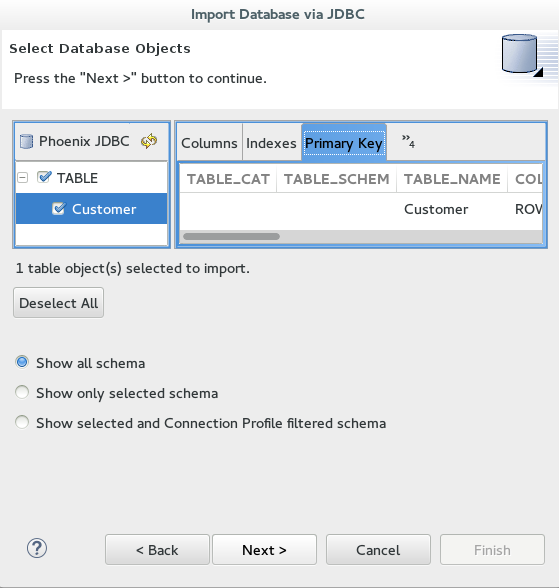 Import Database via JDBC
Select Database Objects
Press the "Next >" button to continue.
Phoenix JDBC
Columns Indexes Primary Key »4
TABLE
TABLE_CAT TABLE_SCHEM TABLE_NAME COL
Customer
Customer ROW
1 table object(s) selected to import.
Deselect All
Show all schema
Show only selected schema
Show selected and Connection Profile filtered schema
? < Back Next > Cancel Finish